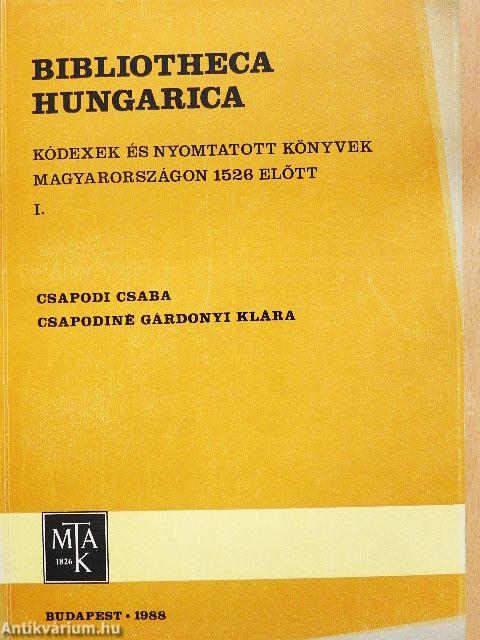 BIBLIOTHECA
HUNGARICA
KÓDEXEK ÉS NYOMTATOTT KÖNYVEK
MAGYARORSZÁGON 1526 ELŐTT
I.
CSAPODI CSABA
CSAPODINÉ GÁRDONYI KLÁRA
MTAK
1826
BUDAPEST • 1988
Antikvárium.hu